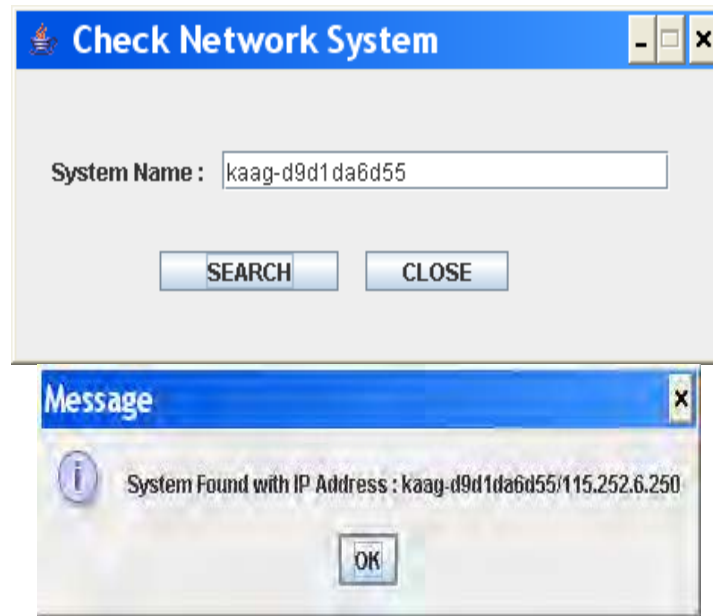 Check Network System
System Name : kaag-d9d1da6d55
SEARCH CLOSE
Message
System Found with IP Address : kaag-d9d1da6d55/115.252.6.250
OK